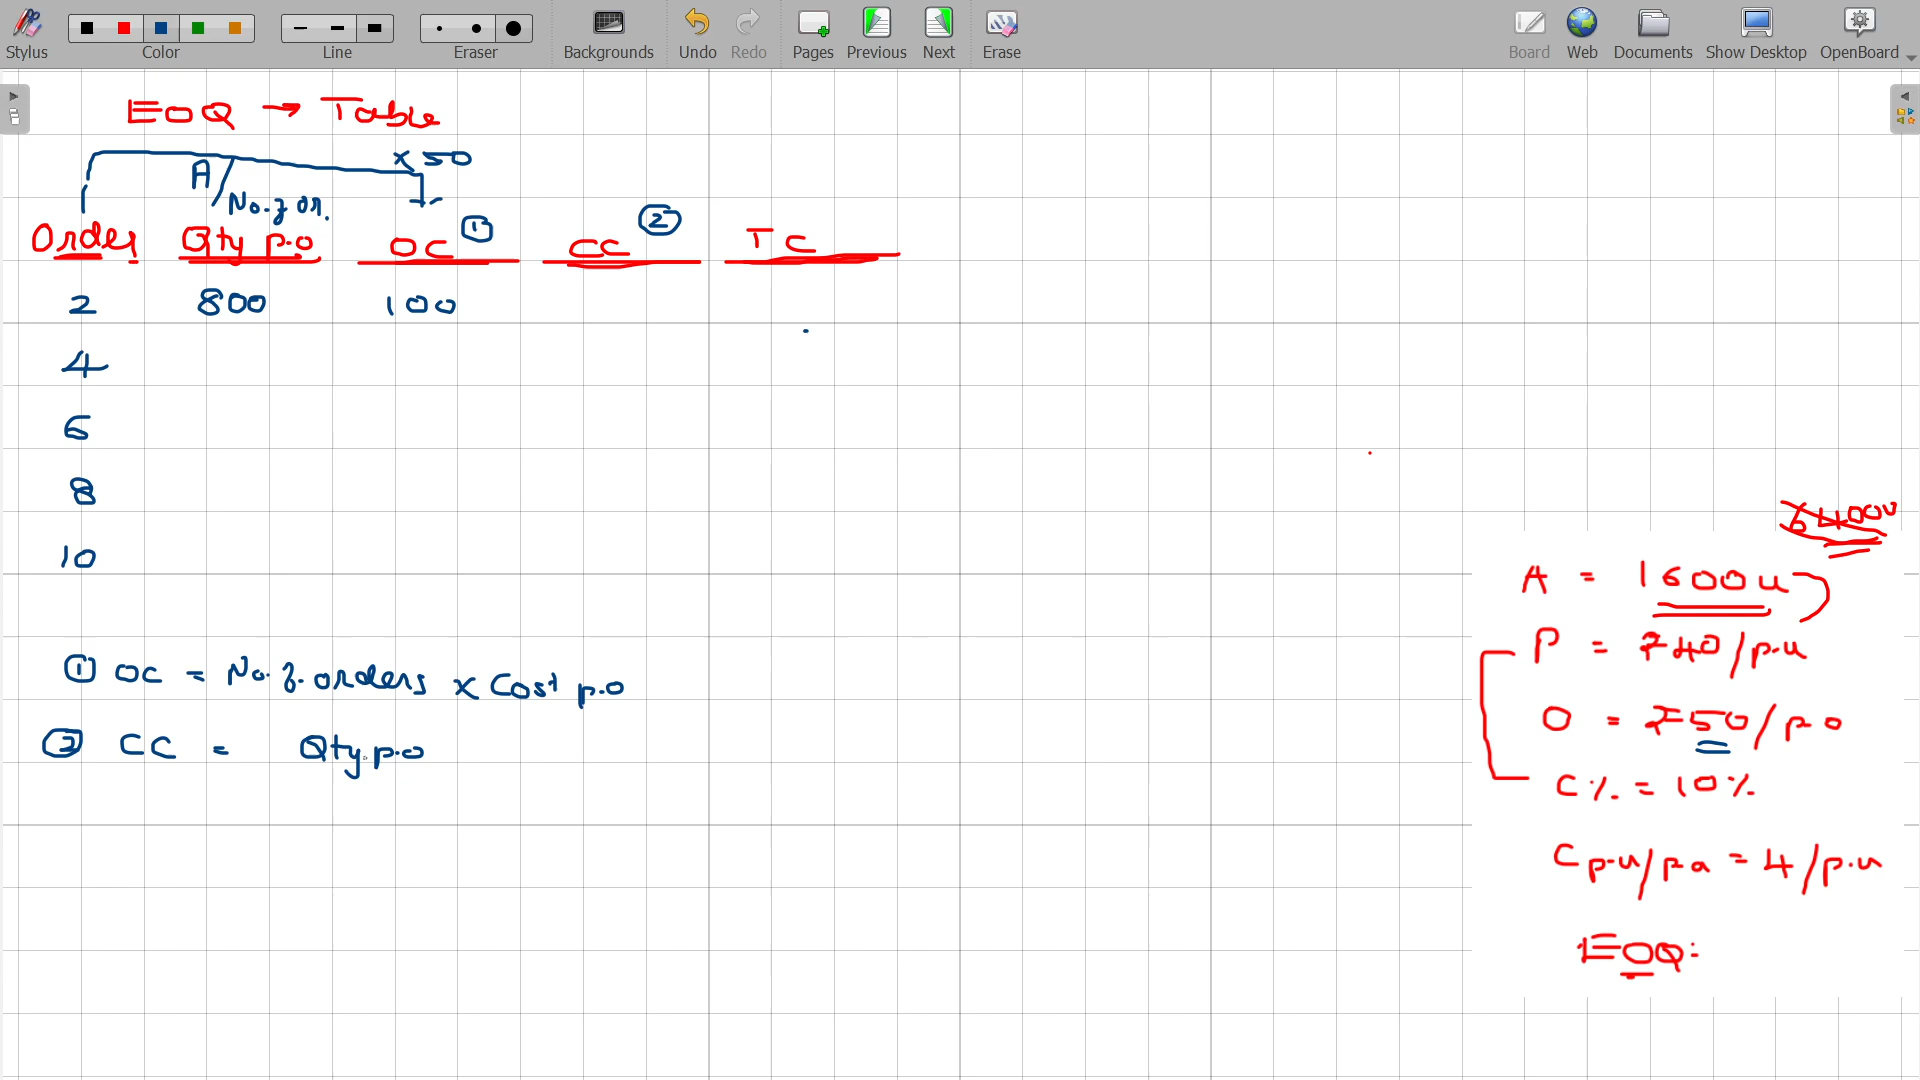 Stylus Color Line Eraser Backgrounds Undo Redo Pages Previous Next Erase Board Web Documents Show Desktop OpenBoard
EOQ → Table
A/No. of or. x 50
Order Qty p.o OC ① CC ② TC
2 800 100
4
6
8
10
① OC = No. of orders x Cost p.o
② CC = Qty. p.o
A = 1600u
P = ₹40/p.u
O = ₹50/p o
C%. = 10%.
C p.u/p a = 4/p.u
EOQ: